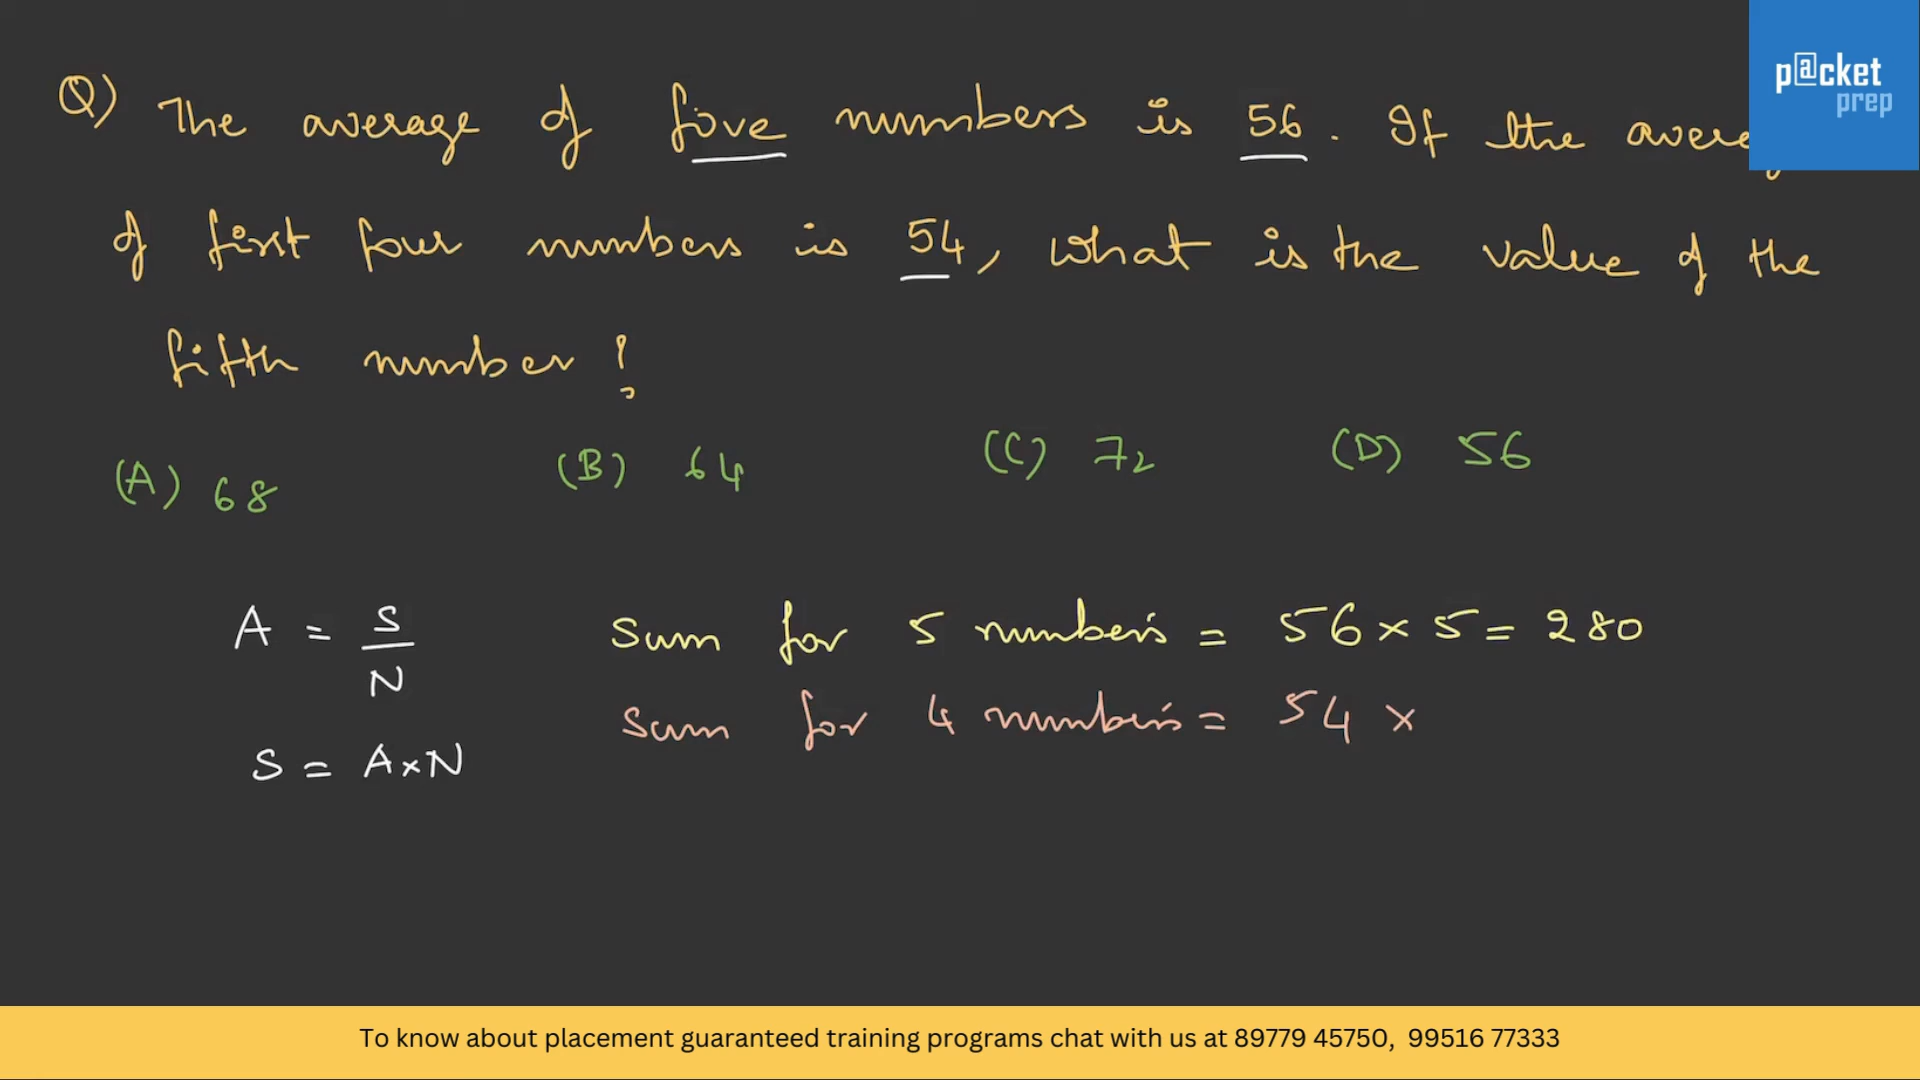 p@cket
prep
Q) The average of five numbers is 56. If the
of first four numbers is 54, what is the value of the
fifth number?
(A) 68 (B) 64 (C) 72 (D) 56
A = S/N
S = A×N
Sum for 5 numbers = 56 × 5 = 280
Sum for 4 numbers = 54 ×
To know about placement guaranteed training programs chat with us at 89779 45750, 99516 77333